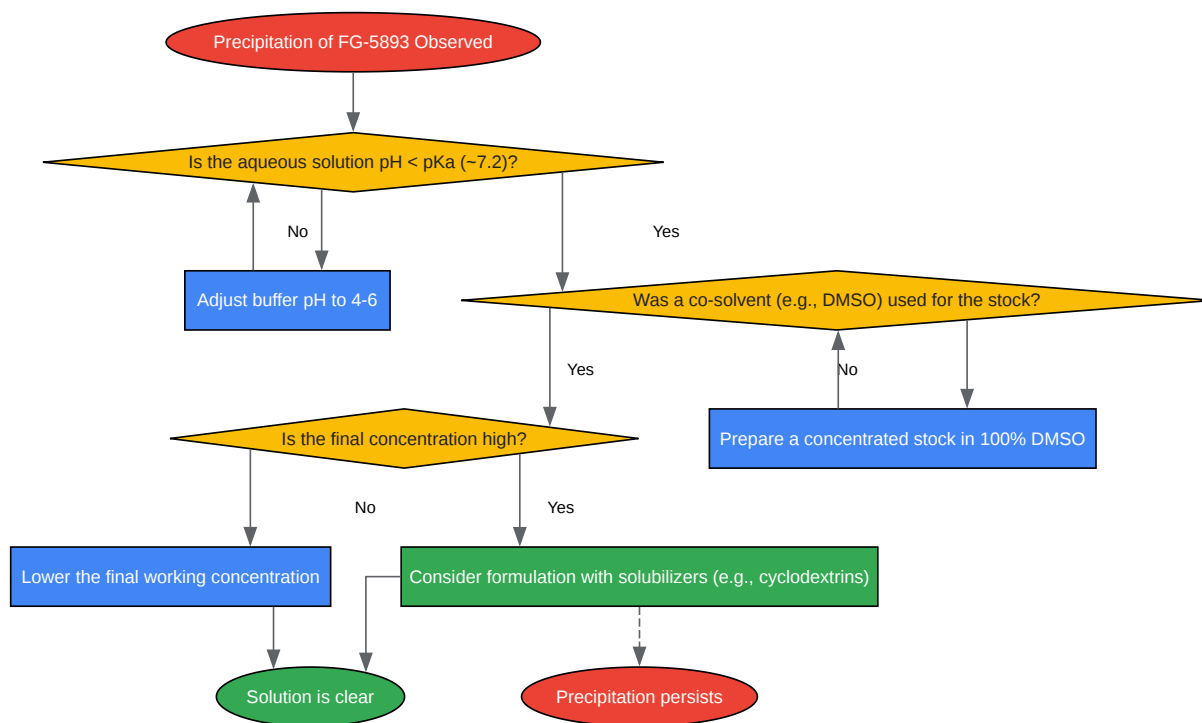 Precipitation of FG-5893 Observed
Is the aqueous solution pH < pKa (~7.2)?
No
Yes
Adjust buffer pH to 4-6
Was a co-solvent (e.g., DMSO) used for the stock?
Yes
No
Is the final concentration high?
Prepare a concentrated stock in 100% DMSO
No
Yes
Lower the final working concentration
Consider formulation with solubilizers (e.g., cyclodextrins)
Solution is clear
Precipitation persists